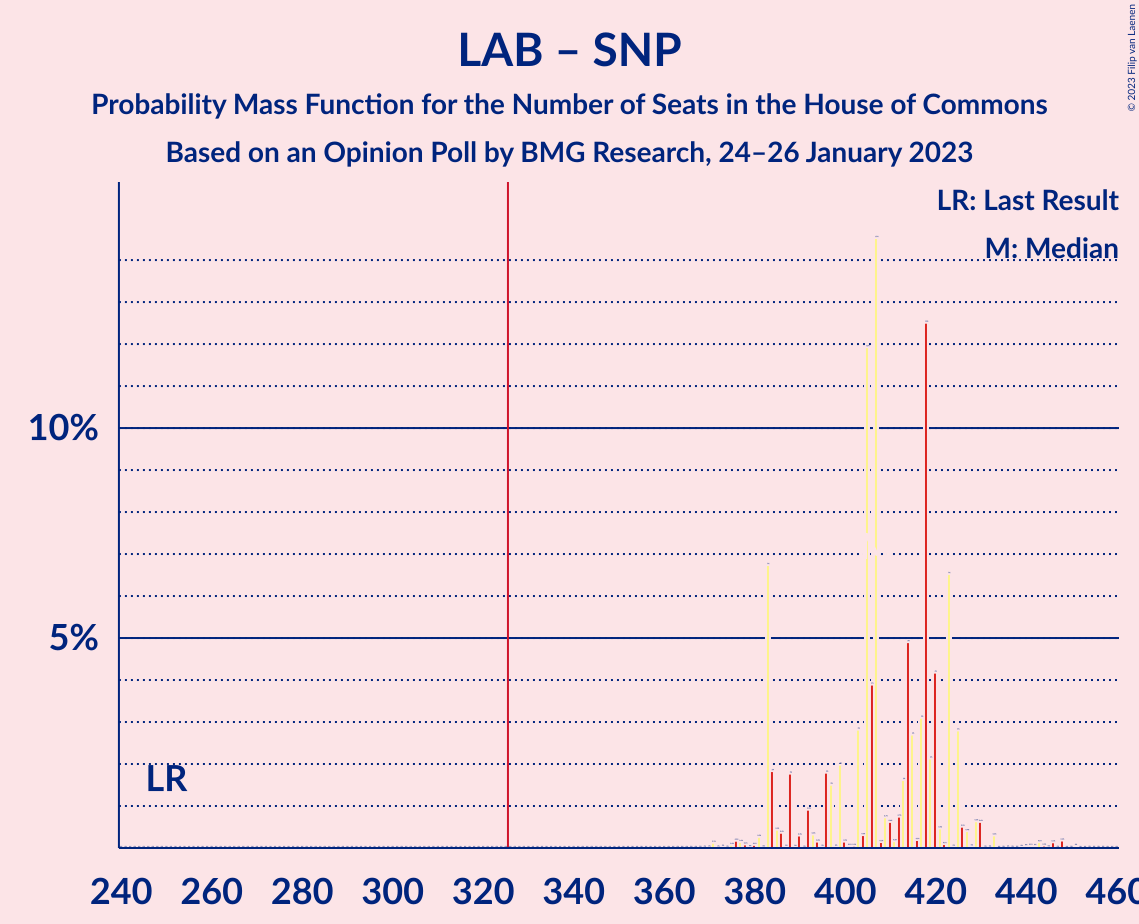 LAB – SNP
Probability Mass Function for the Number of Seats in the House of Commons
Based on an Opinion Poll by BMG Research, 24–26 January 2023
© 2023 Filip van Laenen
LR: Last Result
M: Median
10%
5%
LR
240 260 280 300 320 340 360 380 400 420 440 460